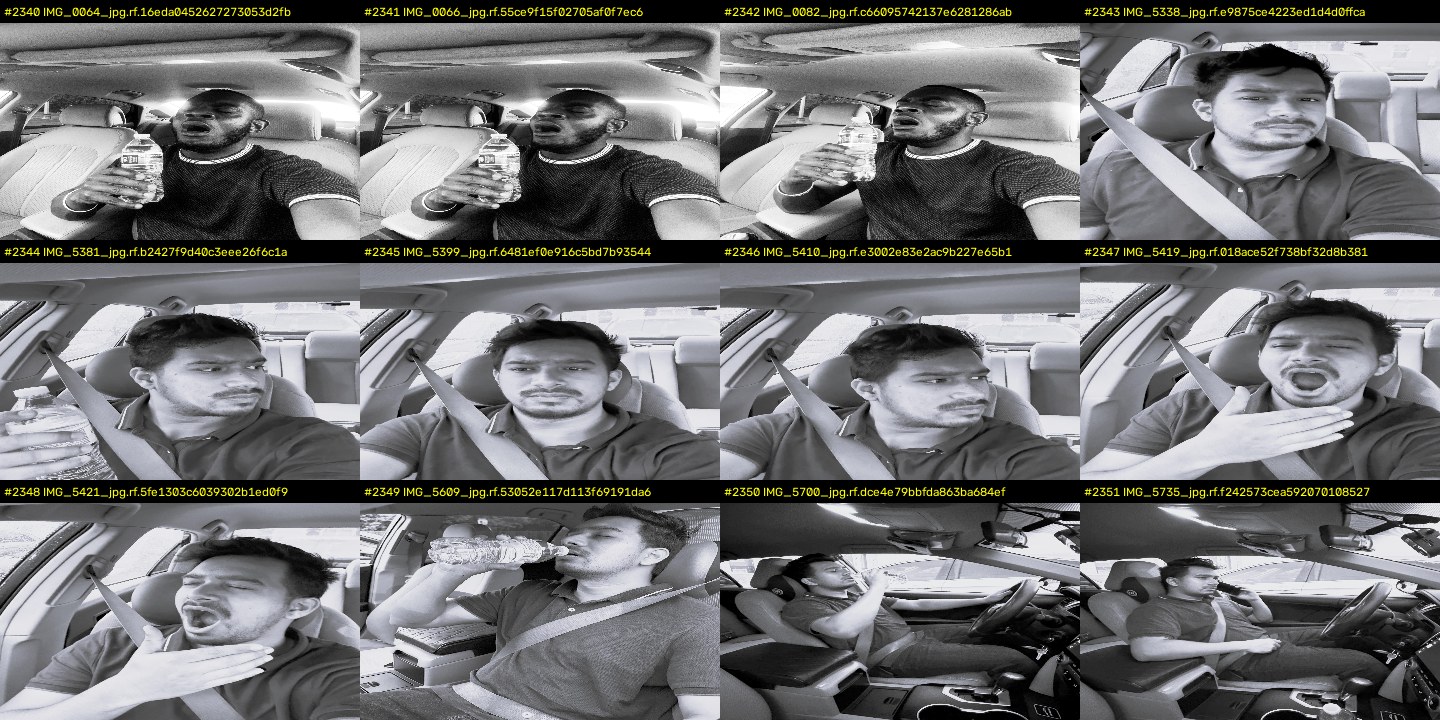 #2340 IMG_0064_jpg.rf.16eda0452627273053d2fb
#2341 IMG_0066_jpg.rf.55ce9f15f02705af0f7ec6
#2342 IMG_0082_jpg.rf.c66095742137e6281286ab
#2343 IMG_5338_jpg.rf.e9875ce4223ed1d4d0ffca
#2344 IMG_5381_jpg.rf.b2427f9d40c3eee26f6c1a
#2345 IMG_5399_jpg.rf.6481ef0e916c5bd7b93544
#2346 IMG_5410_jpg.rf.e3002e83e2ac9b227e65b1
#2347 IMG_5419_jpg.rf.018ace52f738bf32d8b381
#2348 IMG_5421_jpg.rf.5fe1303c6039302b1ed0f9
#2349 IMG_5609_jpg.rf.53052e117d113f69191da6
#2350 IMG_5700_jpg.rf.dce4e79bbfda863ba684ef
#2351 IMG_5735_jpg.rf.f242573cea592070108527